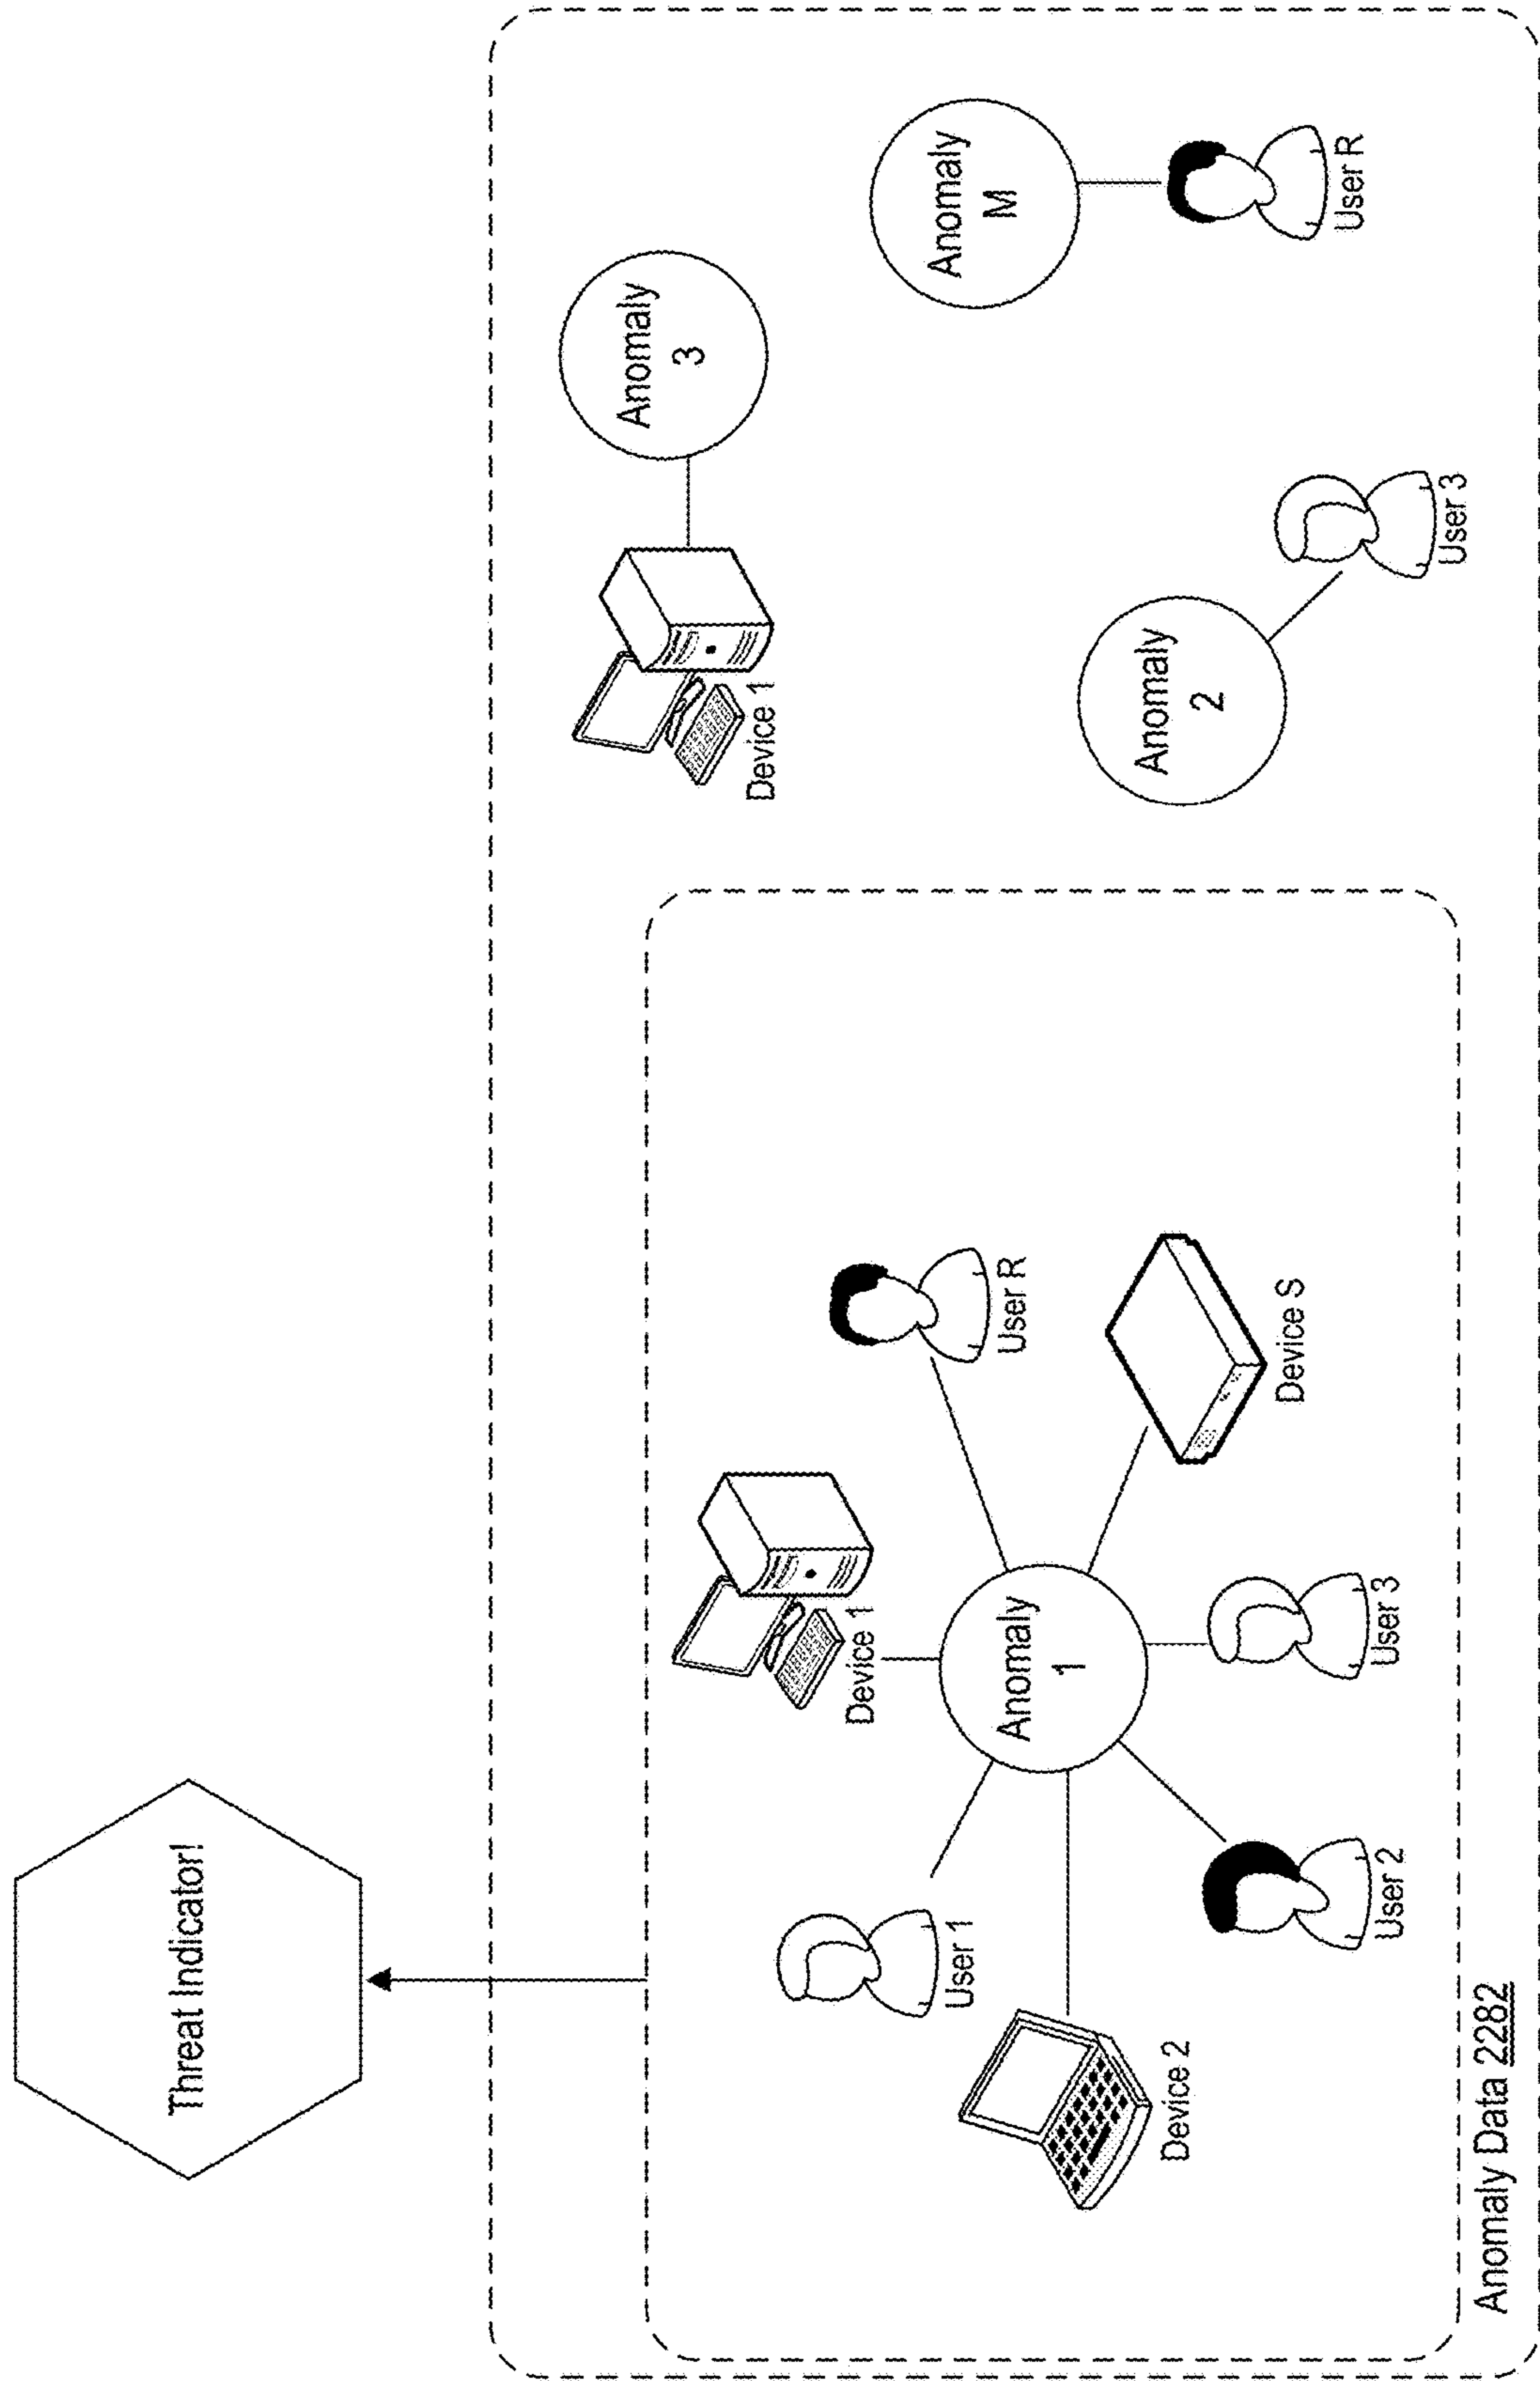 Threat Indicator!
Device 1
Anomaly
3
User 1
Device 1
User R
Anomaly
M
User R
Device 2
Anomaly
1
Device S
Anomaly
2
User 2
User 3
User 3
Anomaly Data 2282